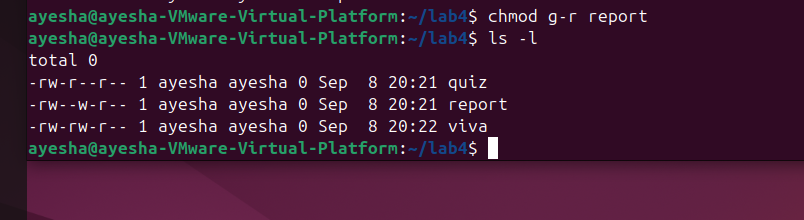 ayesha@ayesha-VMware-Virtual-Platform:~/lab4$ chmod g-r report
ayesha@ayesha-VMware-Virtual-Platform:~/lab4$ ls -l
total 0
-rw-r--r-- 1 ayesha ayesha 0 Sep  8 20:21 quiz
-rw--w-r-- 1 ayesha ayesha 0 Sep  8 20:21 report
-rw-rw-r-- 1 ayesha ayesha 0 Sep  8 20:22 viva
ayesha@ayesha-VMware-Virtual-Platform:~/lab4$